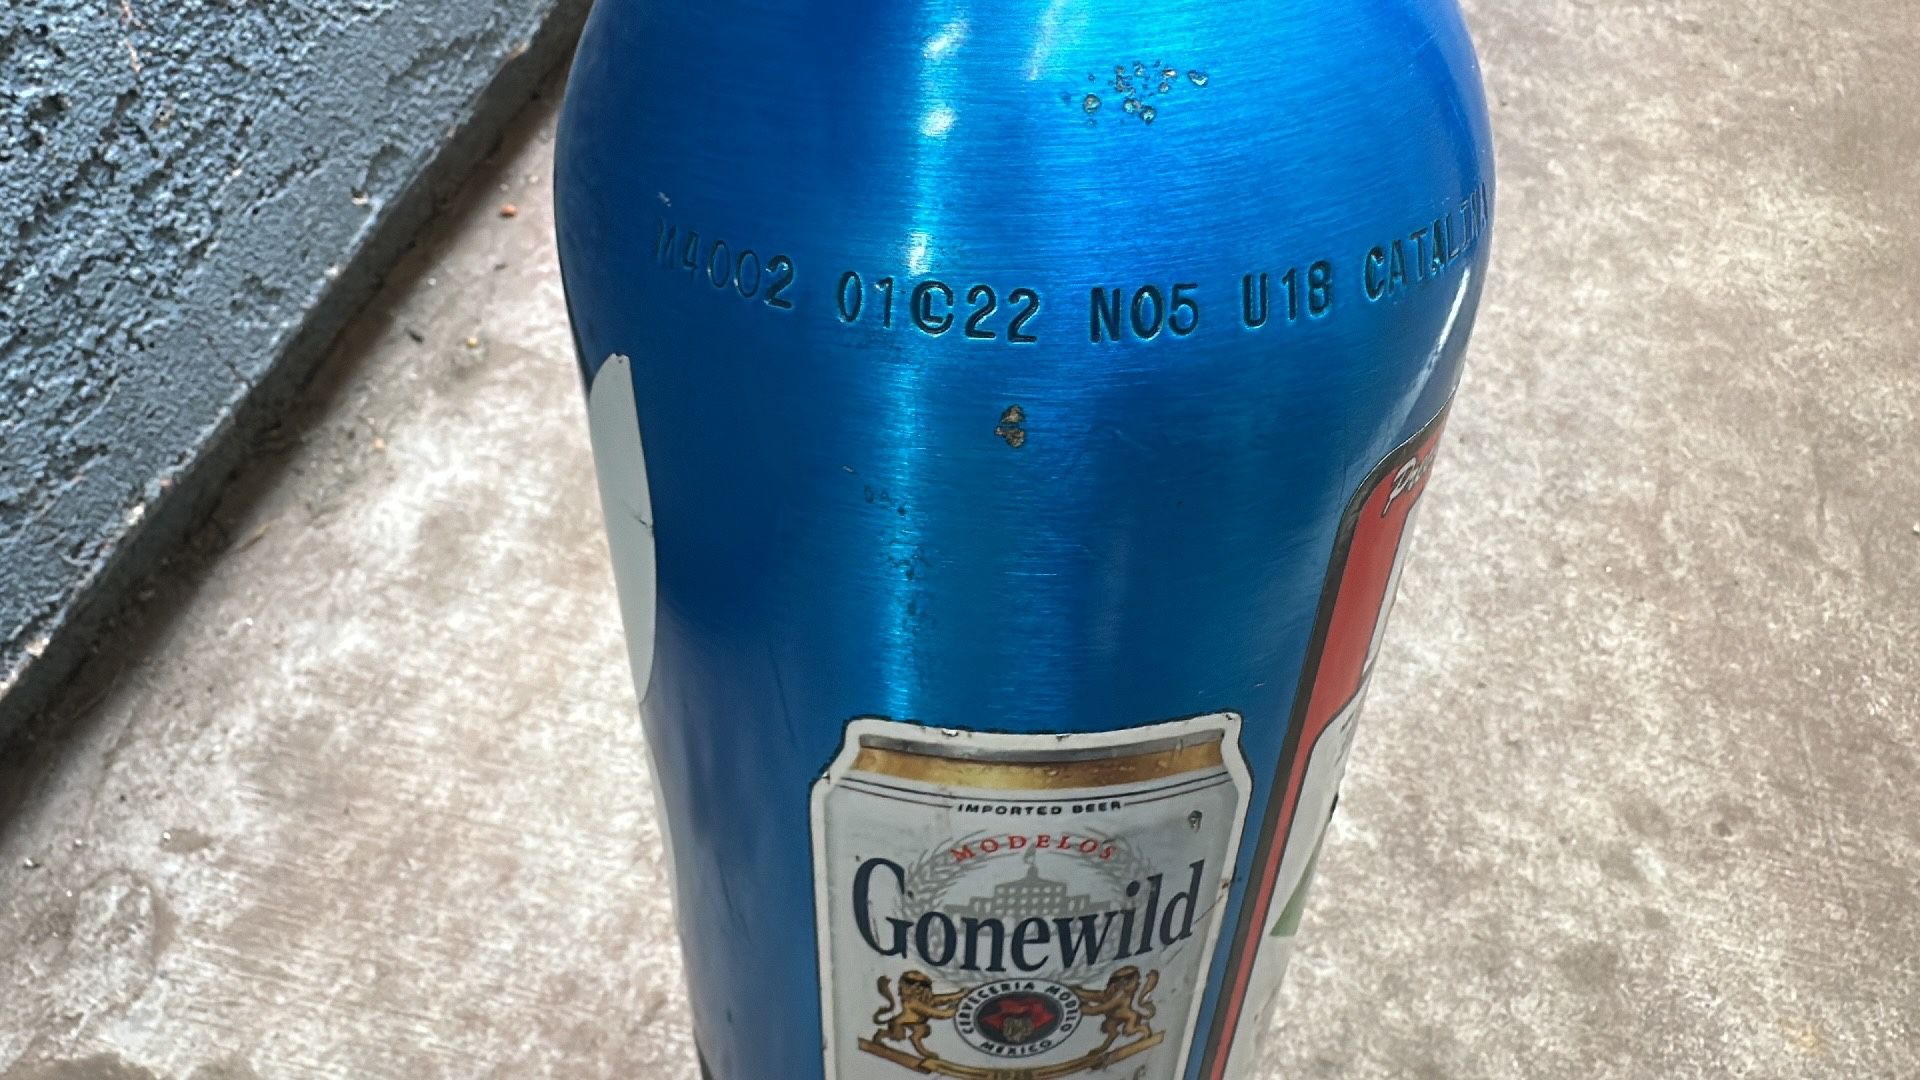 M4002 01©22 N05 U18 CATALINA
IMPORTED BEER
MODELOS
Gonewild
CERVECERIA MODELO
MEXICO